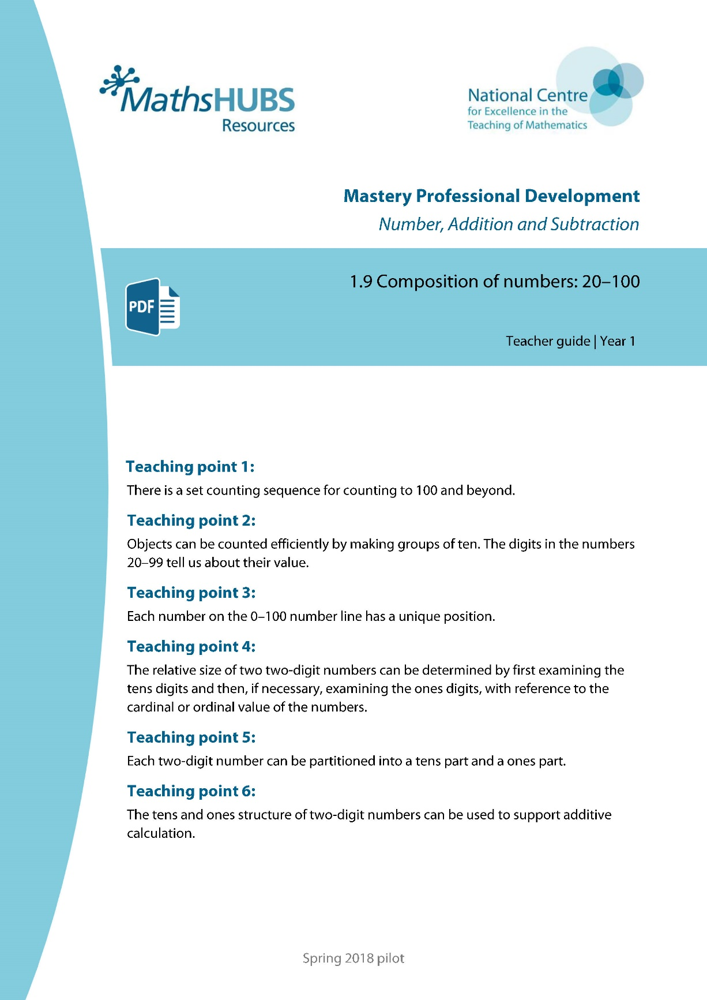 MathsHUBS
Resources
National Centre
for Excellence in the
Teaching of Mathematics
Mastery Professional Development
Number, Addition and Subtraction
1.9 Composition of numbers: 20–100
PDF
Teacher guide | Year 1
Teaching point 1:
There is a set counting sequence for counting to 100 and beyond.
Teaching point 2:
Objects can be counted efficiently by making groups of ten. The digits in the numbers
20–99 tell us about their value.
Teaching point 3:
Each number on the 0–100 number line has a unique position.
Teaching point 4:
The relative size of two two-digit numbers can be determined by first examining the
tens digits and then, if necessary, examining the ones digits, with reference to the
cardinal or ordinal value of the numbers.
Teaching point 5:
Each two-digit number can be partitioned into a tens part and a ones part.
Teaching point 6:
The tens and ones structure of two-digit numbers can be used to support additive
calculation.
Spring 2018 pilot